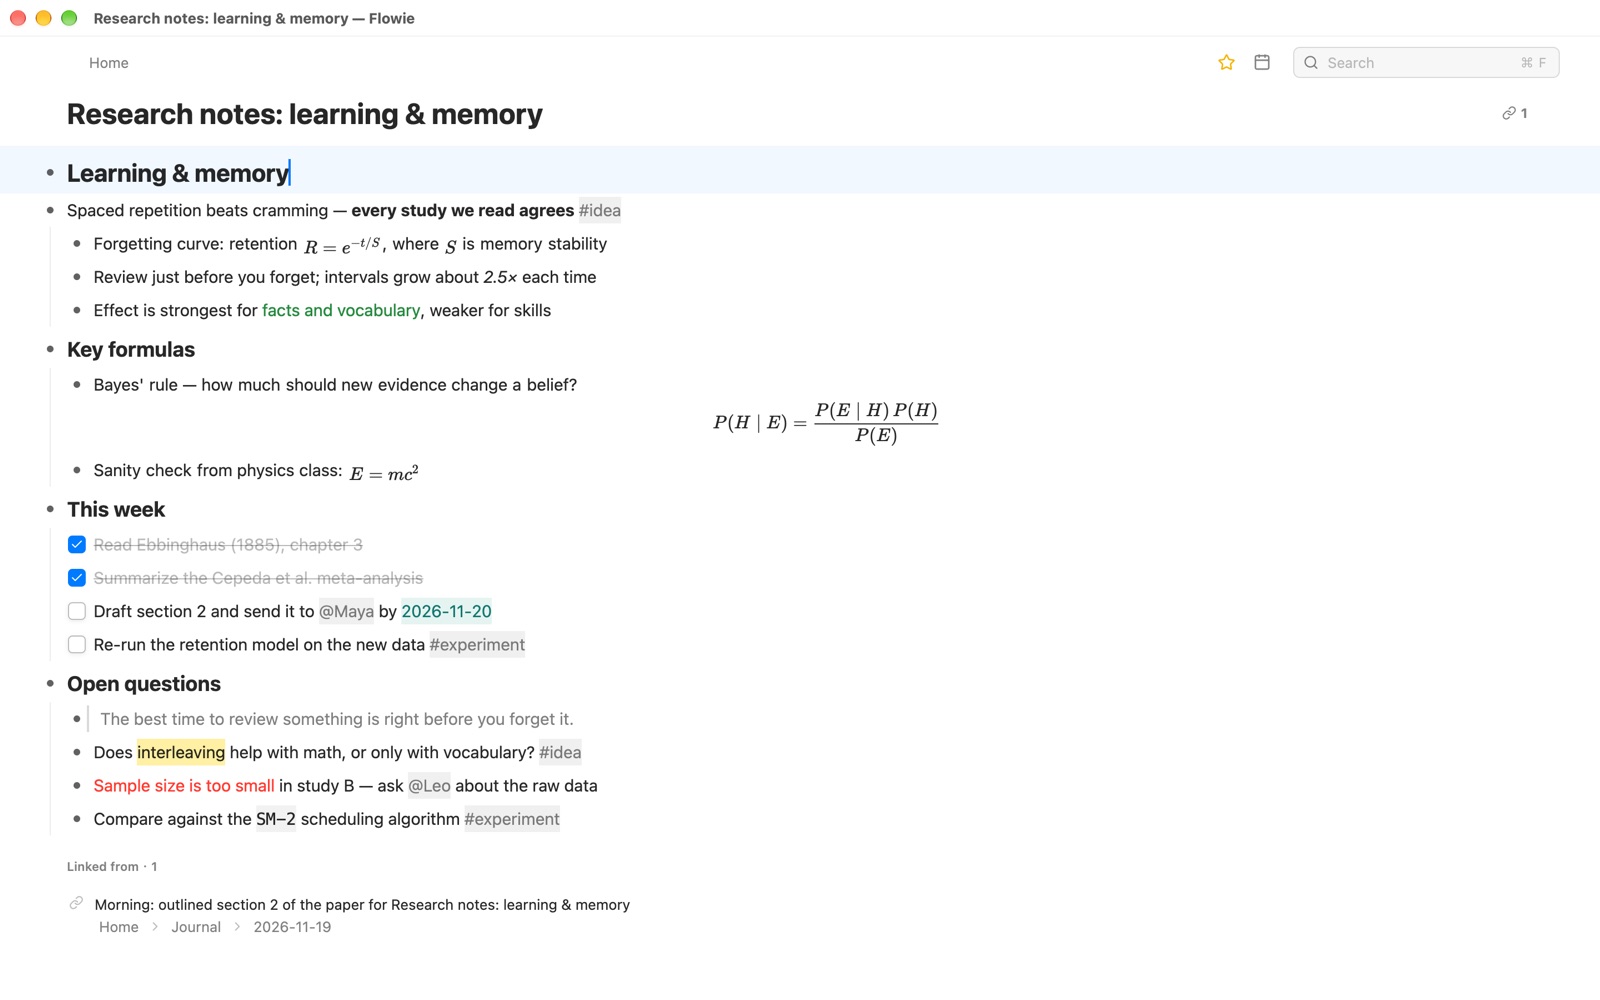 Research notes: learning & memory — Flowie
Home
Search ⌘ F
Research notes: learning & memory
1
Learning & memory
Spaced repetition beats cramming — every study we read agrees #idea
Forgetting curve: retention R = e^{-t/S}, where S is memory stability
Review just before you forget; intervals grow about 2.5× each time
Effect is strongest for facts and vocabulary, weaker for skills
Key formulas
Bayes' rule — how much should new evidence change a belief?
P(H | E) = \frac{P(E | H) P(H)}{P(E)}
Sanity check from physics class: E = mc²
This week
Read Ebbinghaus (1885), chapter 3
Summarize the Cepeda et al. meta-analysis
Draft section 2 and send it to @Maya by 2026-11-20
Re-run the retention model on the new data #experiment
Open questions
The best time to review something is right before you forget it.
Does interleaving help with math, or only with vocabulary? #idea
Sample size is too small in study B — ask @Leo about the raw data
Compare against the SM-2 scheduling algorithm #experiment
Linked from · 1
Morning: outlined section 2 of the paper for Research notes: learning & memory
Home > Journal > 2026-11-19